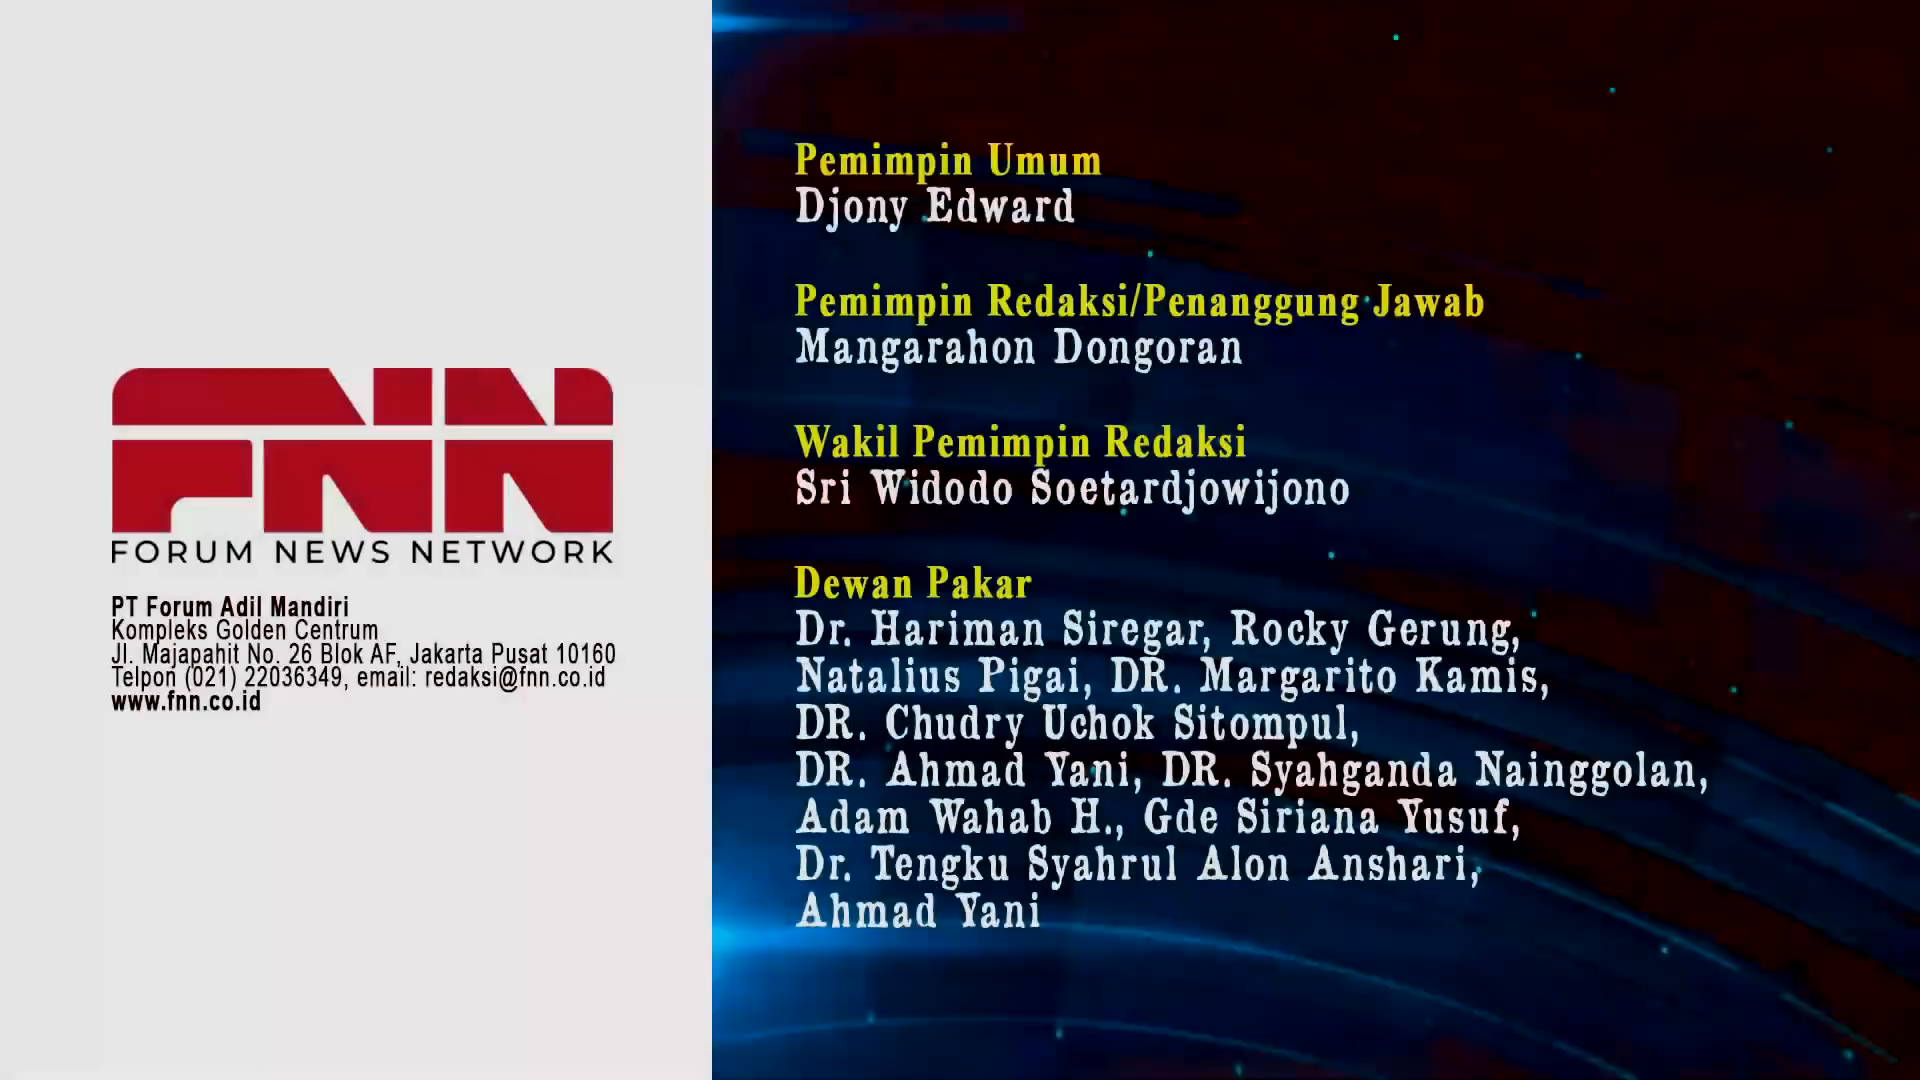 FNN
FORUM NEWS NETWORK
PT Forum Adil Mandiri
Kompleks Golden Centrum
Jl. Majapahit No. 26 Blok AF, Jakarta Pusat 10160
Telpon (021) 22036349, email: redaksi@fnn.co.id
www.fnn.co.id
Pemimpin Umum
Djony Edward
Pemimpin Redaksi/Penanggung Jawab
Mangarahon Dongoran
Wakil Pemimpin Redaksi
Sri Widodo Soetardjowijono
Dewan Pakar
Dr. Hariman Siregar, Rocky Gerung,
Natalius Pigai, DR. Margarito Kamis,
DR. Chudry Uchok Sitompul,
DR. Ahmad Yani, DR. Syahganda Nainggolan,
Adam Wahab H., Gde Siriana Yusuf,
Dr. Tengku Syahrul Alon Anshari,
Ahmad Yani